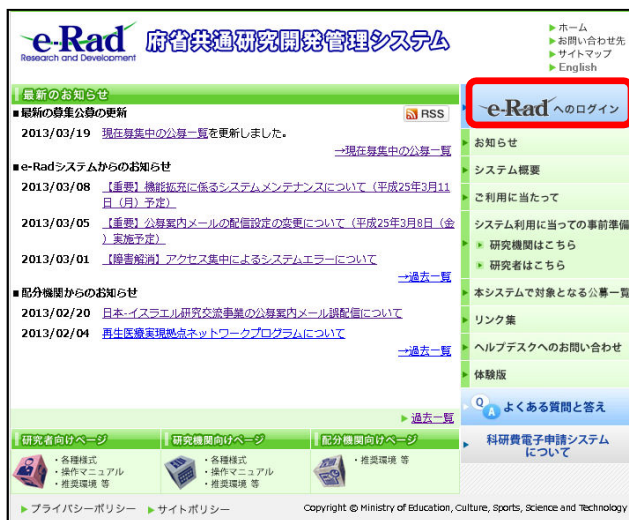 e-Rad
Research and Development
府省共通研究開発管理システム
ホーム
お問い合わせ先
サイトマップ
English
最新のお知らせ
■最新の募集公募の更新
RSS
2013/03/19 現在募集中の公募一覧を更新しました。
→現在募集中の公募一覧
■e-Radシステムからのお知らせ
2013/03/08 【重要】機能拡充に係るシステムメンテナンスについて（平成25年3月11
日（月）予定）
2013/03/05 【重要】公募案内メールの配信設定の変更について（平成25年3月8日（金
）実施予定）
2013/03/01 【障害解消】アクセス集中によるシステムエラーについて
→過去一覧
■配分機関からのお知らせ
2013/02/20 日本-イスラエル研究交流事業の公募案内メール誤配信について
2013/02/04 再生医療実現拠点ネットワークプログラムについて
→過去一覧
過去一覧
e-Rad へのログイン
お知らせ
システム概要
ご利用に当たって
システム利用に当っての事前準備
研究機関はこちら
研究者はこちら
本システムで対象となる公募一覧
リンク集
ヘルプデスクへのお問い合わせ
体験版
Q A よくある質問と答え
科研費電子申請システム
について
研究者向けページ
・各種様式
・操作マニュアル
・推奨環境 等
研究機関向けページ
・各種様式
・操作マニュアル
・推奨環境 等
配分機関向けページ
・推奨環境 等
プライバシーポリシー サイトポリシー
Copyright © Ministry of Education, Culture, Sports, Science and Technology